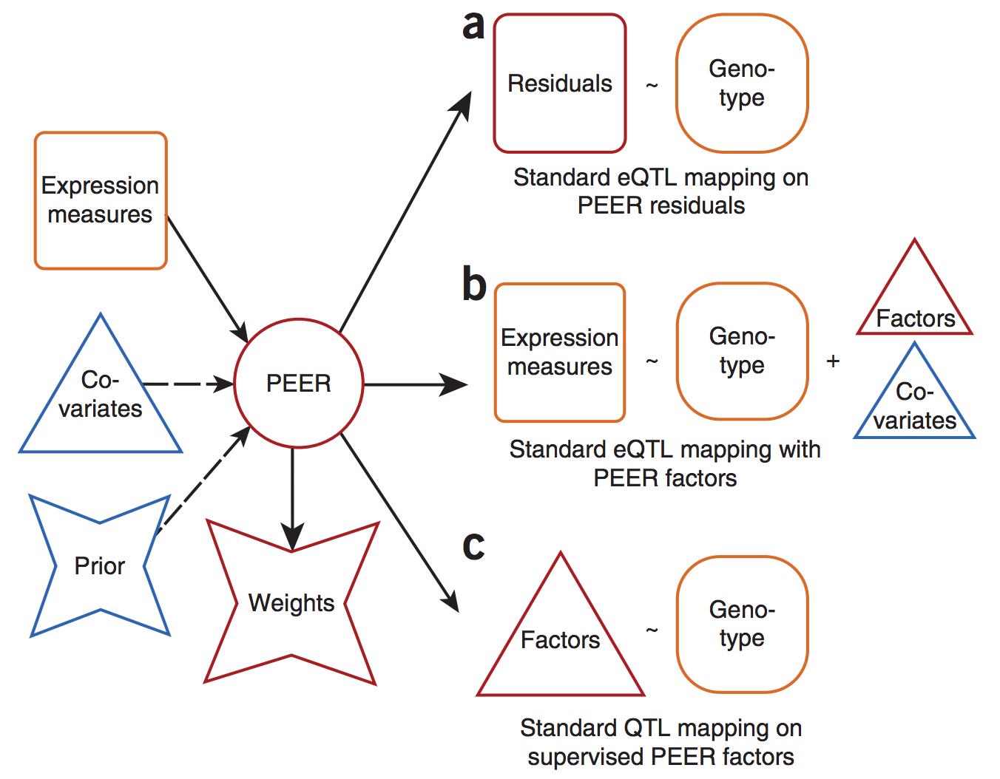 Expression
measures
Co-
variates
Prior
PEER
Weights
a
Residuals
~
Geno-
type
Standard eQTL mapping on
PEER residuals
b
Expression
measures
~
Geno-
type
+
Factors
Co-
variates
Standard eQTL mapping with
PEER factors
c
Factors
~
Geno-
type
Standard QTL mapping on
supervised PEER factors